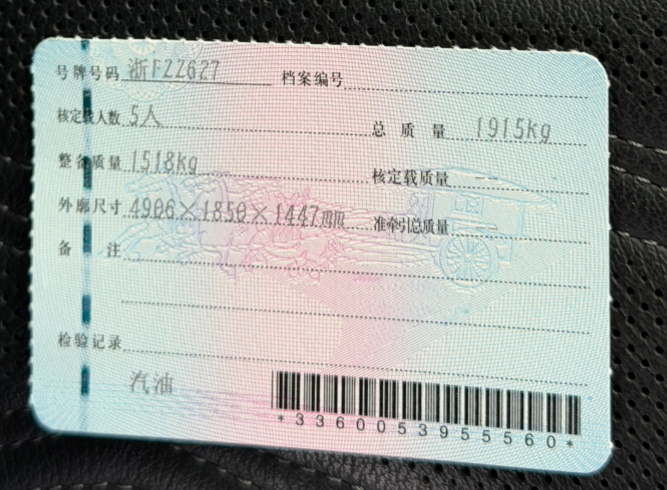 号牌号码 浙FZZ627 档案编号
核定载人数 5人 总质量 1915kg
整备质量 1518kg 核定载质量 --
外廓尺寸 4906×1850×1447mm 准牵引总质量 --
备注
检验记录
汽油
*3360053955560*